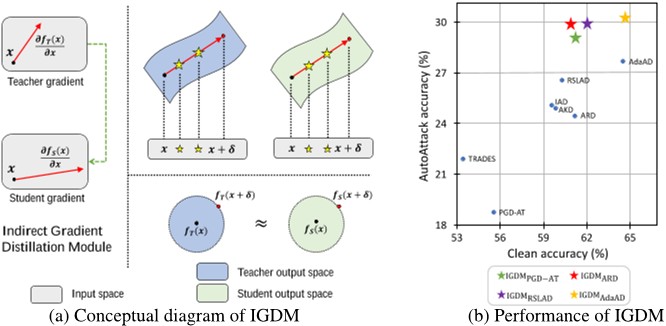 x
∂f_T(x)
∂x
Teacher gradient
x
∂f_S(x)
∂x
Student gradient
Indirect Gradient
Distillation Module
Input space
x x + δ
x x + δ
f_T(x + δ)
f_T(x)
≈
f_S(x + δ)
f_S(x)
Teacher output space
Student output space
(a) Conceptual diagram of IGDM
AutoAttack accuracy (%)
30
27
24
21
18
53 56 59 62 65
Clean accuracy (%)
AdaAD
RSLAD
IAD
AKD
ARD
TRADES
PGD-AT
IGDM_PGD−AT
IGDM_ARD
IGDM_RSLAD
IGDM_AdaAD
(b) Performance of IGDM